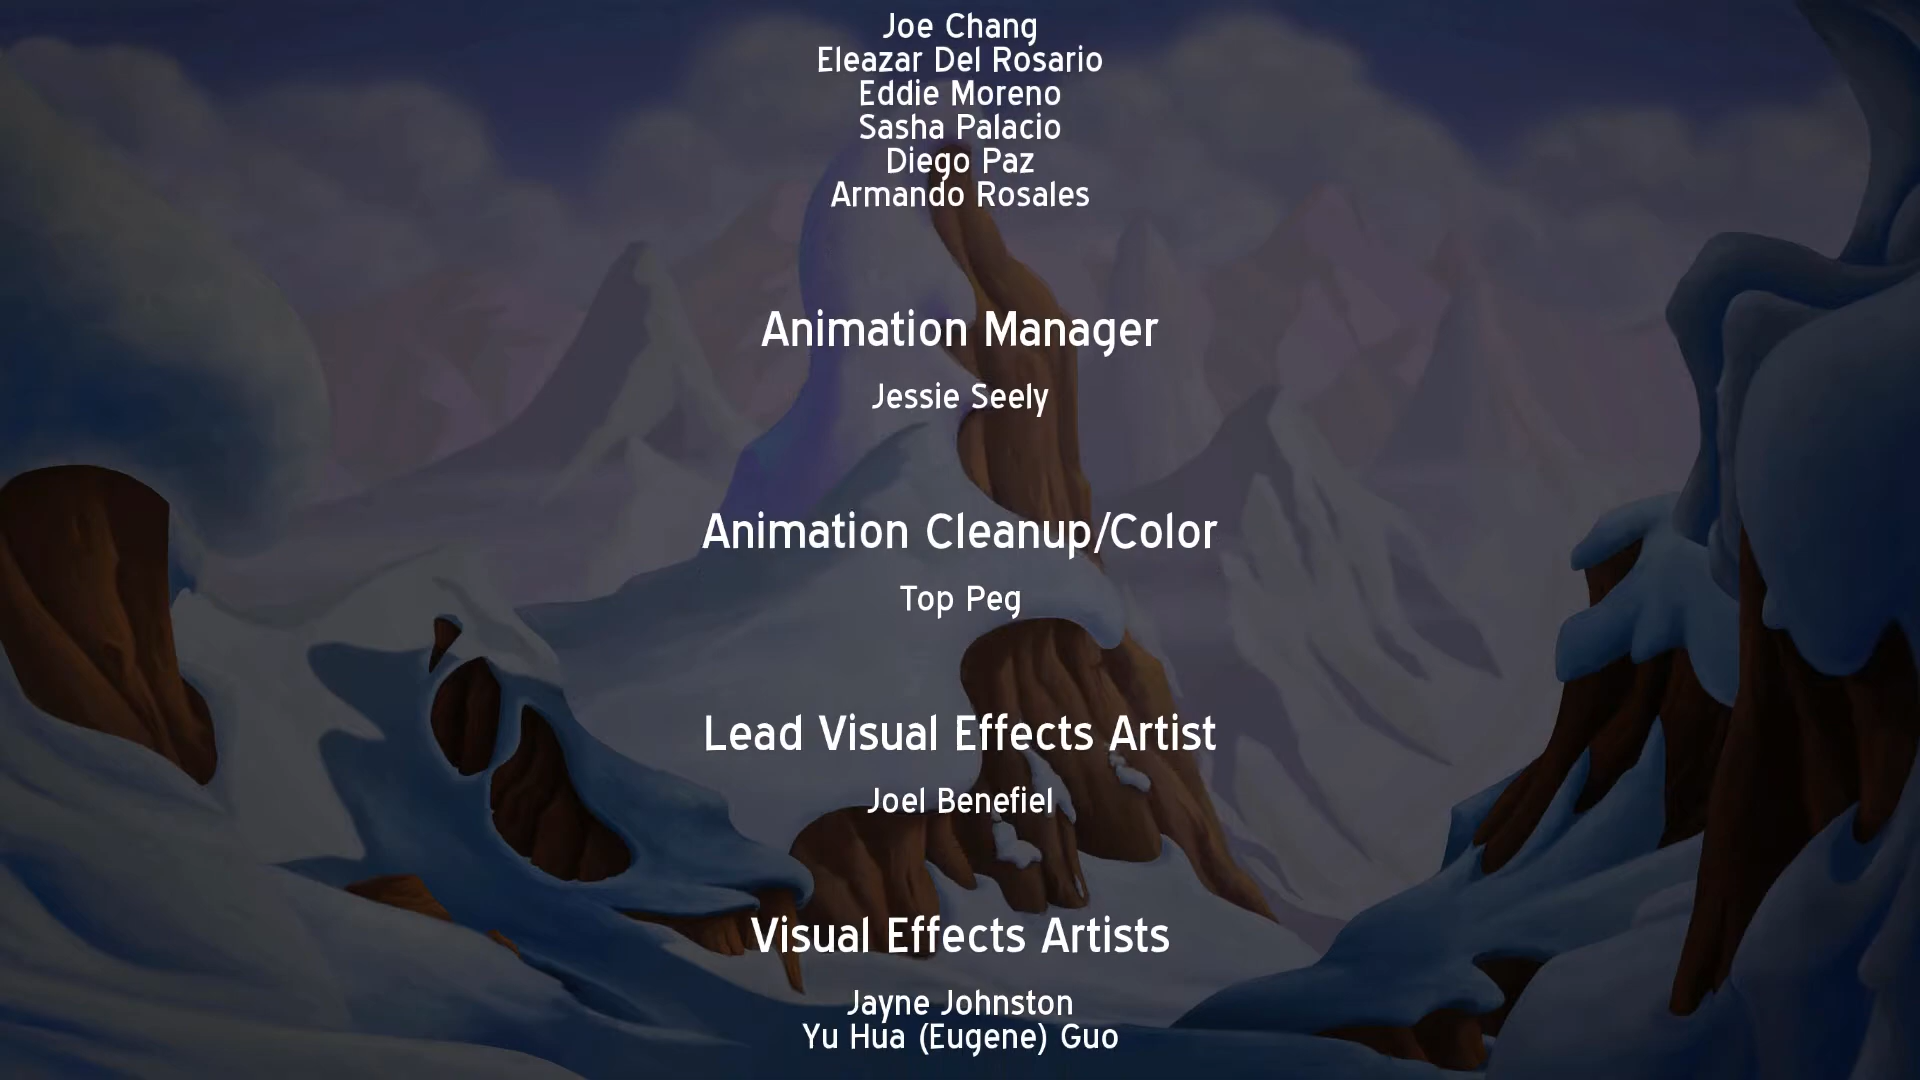 Joe Chang
Eleazar Del Rosario
Eddie Moreno
Sasha Palacio
Diego Paz
Armando Rosales
Animation Manager
Jessie Seely
Animation Cleanup/Color
Top Peg
Lead Visual Effects Artist
Joel Benefiel
Visual Effects Artists
Jayne Johnston
Yu Hua (Eugene) Guo